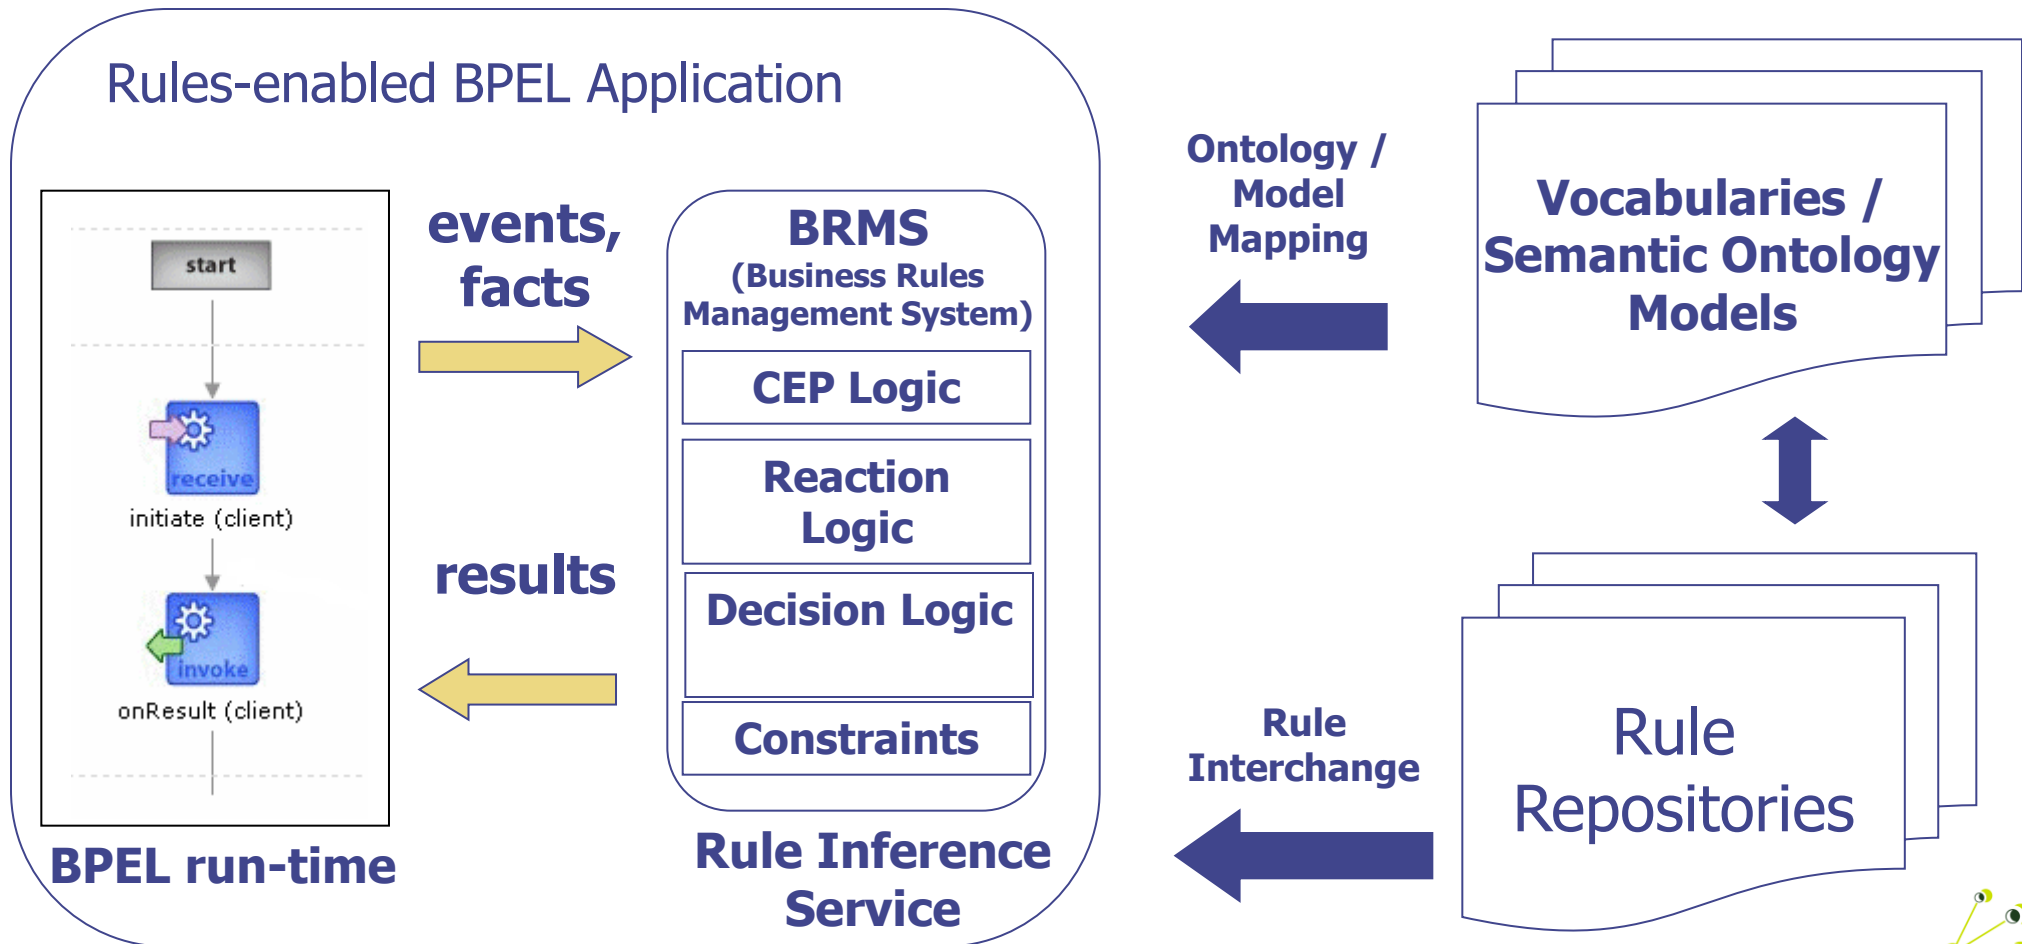 Rules-enabled BPEL Application
start
receive
initiate (client)
invoke
onResult (client)
BPEL run-time
events,
facts
results
BRMS
(Business Rules
Management System)
CEP Logic
Reaction
Logic
Decision Logic
Constraints
Rule Inference
Service
Ontology /
Model
Mapping
Vocabularies /
Semantic Ontology
Models
Rule
Interchange
Rule
Repositories